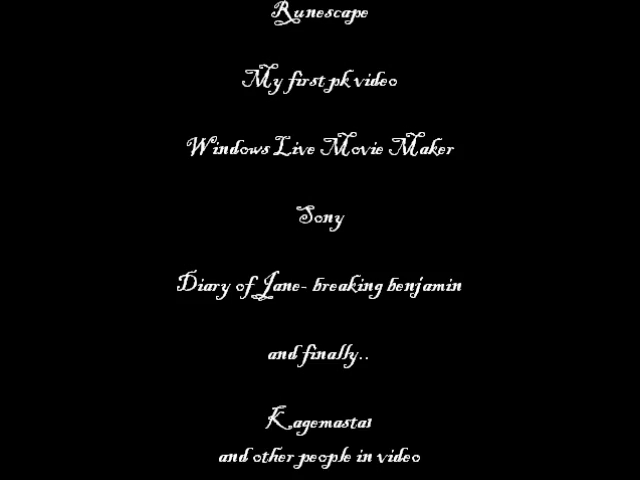 Runescape
My first pk video
Windows Live Movie Maker
Sony
Diary of Jane- breaking benjamin
and finally..
Kagemasta1
and other people in video